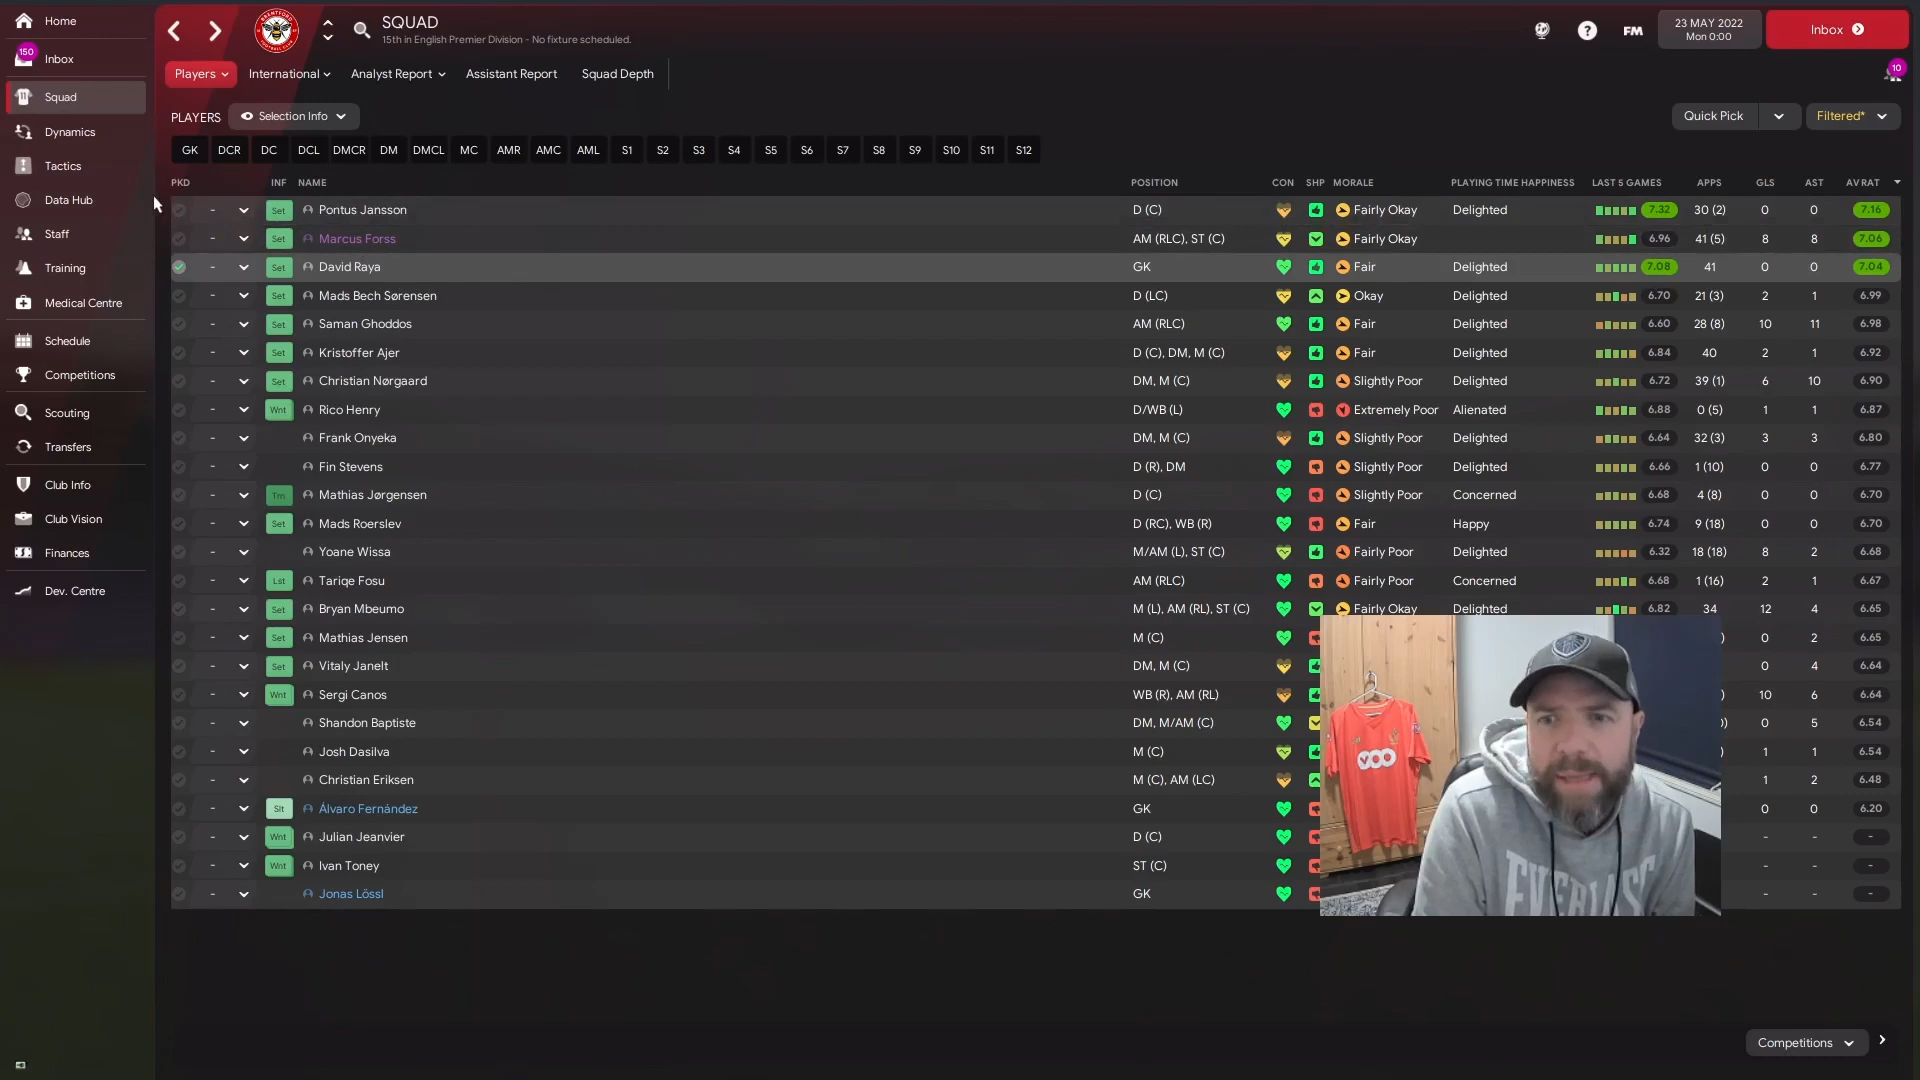 Home
SQUAD
15th in English Premier Division - No fixture scheduled.
FM
23 MAY 2022
Mon 0:00
Inbox
150
Inbox
Players
International
Analyst Report
Assistant Report
Squad Depth
10
Squad
PLAYERS
Selection Info
Quick Pick
Filtered*
Dynamics
Tactics
Data Hub
Staff
Training
Medical Centre
Schedule
Competitions
Scouting
Transfers
Club Info
Club Vision
Finances
Dev. Centre
GK DCR DC DCL DMCR DM DMCL MC AMR AMC AML S1 S2 S3 S4 S5 S6 S7 S8 S9 S10 S11 S12
PKD INF NAME POSITION CON SHP MORALE PLAYING TIME HAPPINESS LAST 5 GAMES APPS GLS AST AV RAT
- Set Pontus Jansson D (C) Fairly Okay Delighted 7.32 30 (2) 0 0 7.16
- Set Marcus Forss AM (RLC), ST (C) Fairly Okay 6.96 41 (5) 8 8 7.06
- Set David Raya GK Fair Delighted 7.08 41 0 0 7.04
- Set Mads Bech Sørensen D (LC) Okay Delighted 6.70 21 (3) 2 1 6.99
- Set Saman Ghoddos AM (RLC) Fair Delighted 6.60 28 (8) 10 11 6.98
- Set Kristoffer Ajer D (C), DM, M (C) Fair Delighted 6.84 40 2 1 6.92
- Set Christian Nørgaard DM, M (C) Slightly Poor Delighted 6.72 39 (1) 6 10 6.90
- Wnt Rico Henry D/WB (L) Extremely Poor Alienated 6.88 0 (5) 1 1 6.87
- Frank Onyeka DM, M (C) Slightly Poor Delighted 6.64 32 (3) 3 3 6.80
- Fin Stevens D (R), DM Slightly Poor Delighted 6.66 1 (10) 0 0 6.77
- Trn Mathias Jørgensen D (C) Slightly Poor Concerned 6.68 4 (8) 0 0 6.70
- Set Mads Roerslev D (RC), WB (R) Fair Happy 6.74 9 (18) 0 0 6.70
- Yoane Wissa M/AM (L), ST (C) Fairly Poor Delighted 6.32 18 (18) 8 2 6.68
- Lst Tariqe Fosu AM (RLC) Fairly Poor Concerned 6.68 1 (16) 2 1 6.67
- Set Bryan Mbeumo M (L), AM (RL), ST (C) Fairly Okay Delighted 6.82 34 12 4 6.65
- Set Mathias Jensen M (C) ) 0 2 6.65
- Set Vitaly Janelt DM, M (C) 0 4 6.64
- Wnt Sergi Canos WB (R), AM (RL) ) 10 6 6.64
- Shandon Baptiste DM, M/AM (C) ) 0 5 6.54
- Josh Dasilva M (C) ) 1 1 6.54
- Christian Eriksen M (C), AM (LC) 1 2 6.48
- Slt Álvaro Fernández GK 0 0 6.20
- Wnt Julian Jeanvier D (C) - - -
- Wnt Ivan Toney ST (C) - - -
- Jonas Lössl GK - - -
VOO
EVERLAST
Competitions